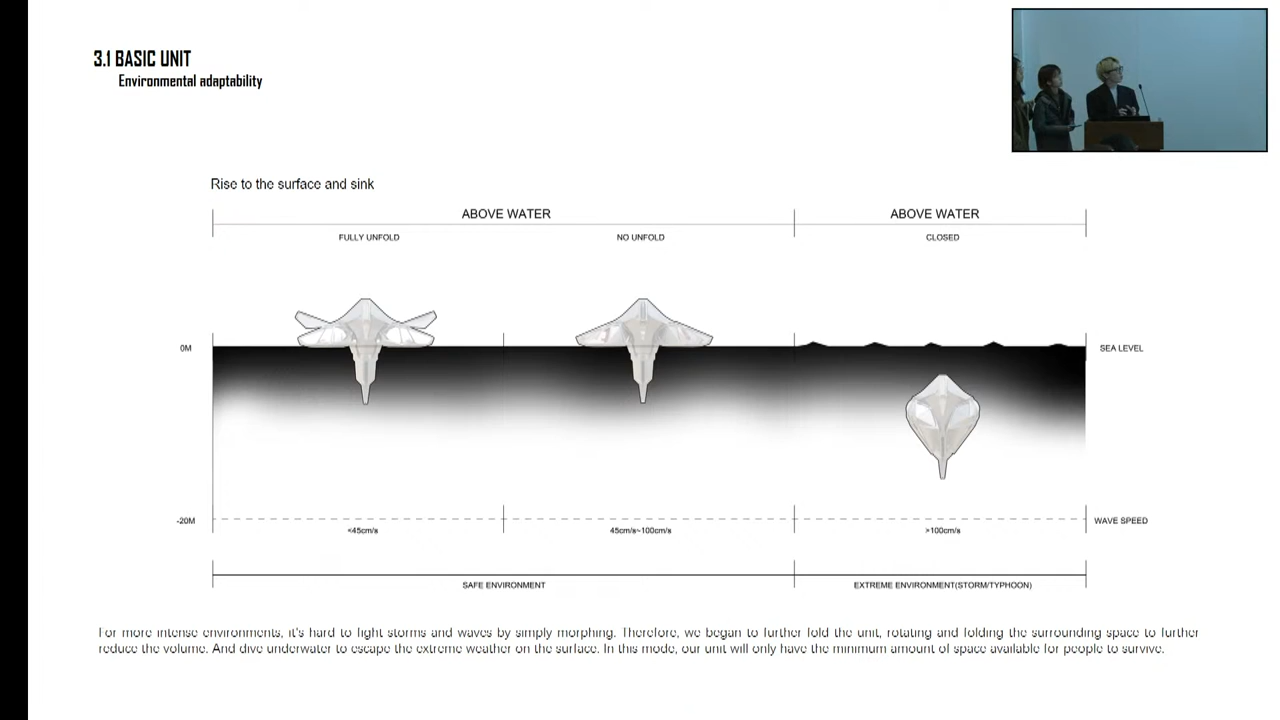 3.1 BASIC UNIT
Environmental adaptability
Rise to the surface and sink
ABOVE WATER ABOVE WATER
FULLY UNFOLD NO UNFOLD CLOSED
0M SEA LEVEL
-20M WAVE SPEED
<45cm/s 45cm/s~100cm/s >100cm/s
SAFE ENVIRONMENT EXTREME ENVIRONMENT(STORM/TYPHOON)
For more intense environments, it's hard to fight storms and waves by simply morphing. Therefore, we began to further fold the unit, rotating and folding the surrounding space to further
reduce the volume. And dive underwater to escape the extreme weather on the surface. In this mode, our unit will only have the minimum amount of space available for people to survive.